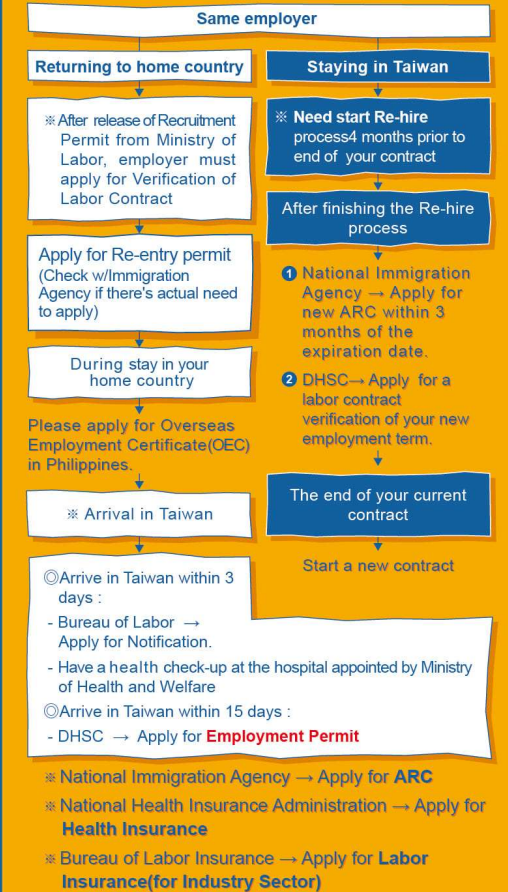 Same employer
Returning to home country
※After release of Recruitment
Permit from Ministry of
Labor, employer must
apply for Verification of
Labor Contract
Apply for Re-entry permit
(Check w/Immigration
Agency if there's actual need
to apply)
During stay in your
home country
Please apply for Overseas
Employment Certificate(OEC)
in Philippines.
※ Arrival in Taiwan
◎Arrive in Taiwan within 3
days :
- Bureau of Labor →
Apply for Notification.
- Have a health check-up at the hospital appointed by Ministry
of Health and Welfare
◎Arrive in Taiwan within 15 days :
- DHSC → Apply for Employment Permit
Staying in Taiwan
※ Need start Re-hire
process4 months prior to
end of your contract
After finishing the Re-hire
process
❶ National Immigration
Agency → Apply for
new ARC within 3
months of the
expiration date.
❷ DHSC→ Apply for a
labor contract
verification of your new
employment term.
The end of your current
contract
Start a new contract
※ National Immigration Agency → Apply for ARC
※ National Health Insurance Administration → Apply for
Health Insurance
※ Bureau of Labor Insurance → Apply for Labor
Insurance(for Industry Sector)